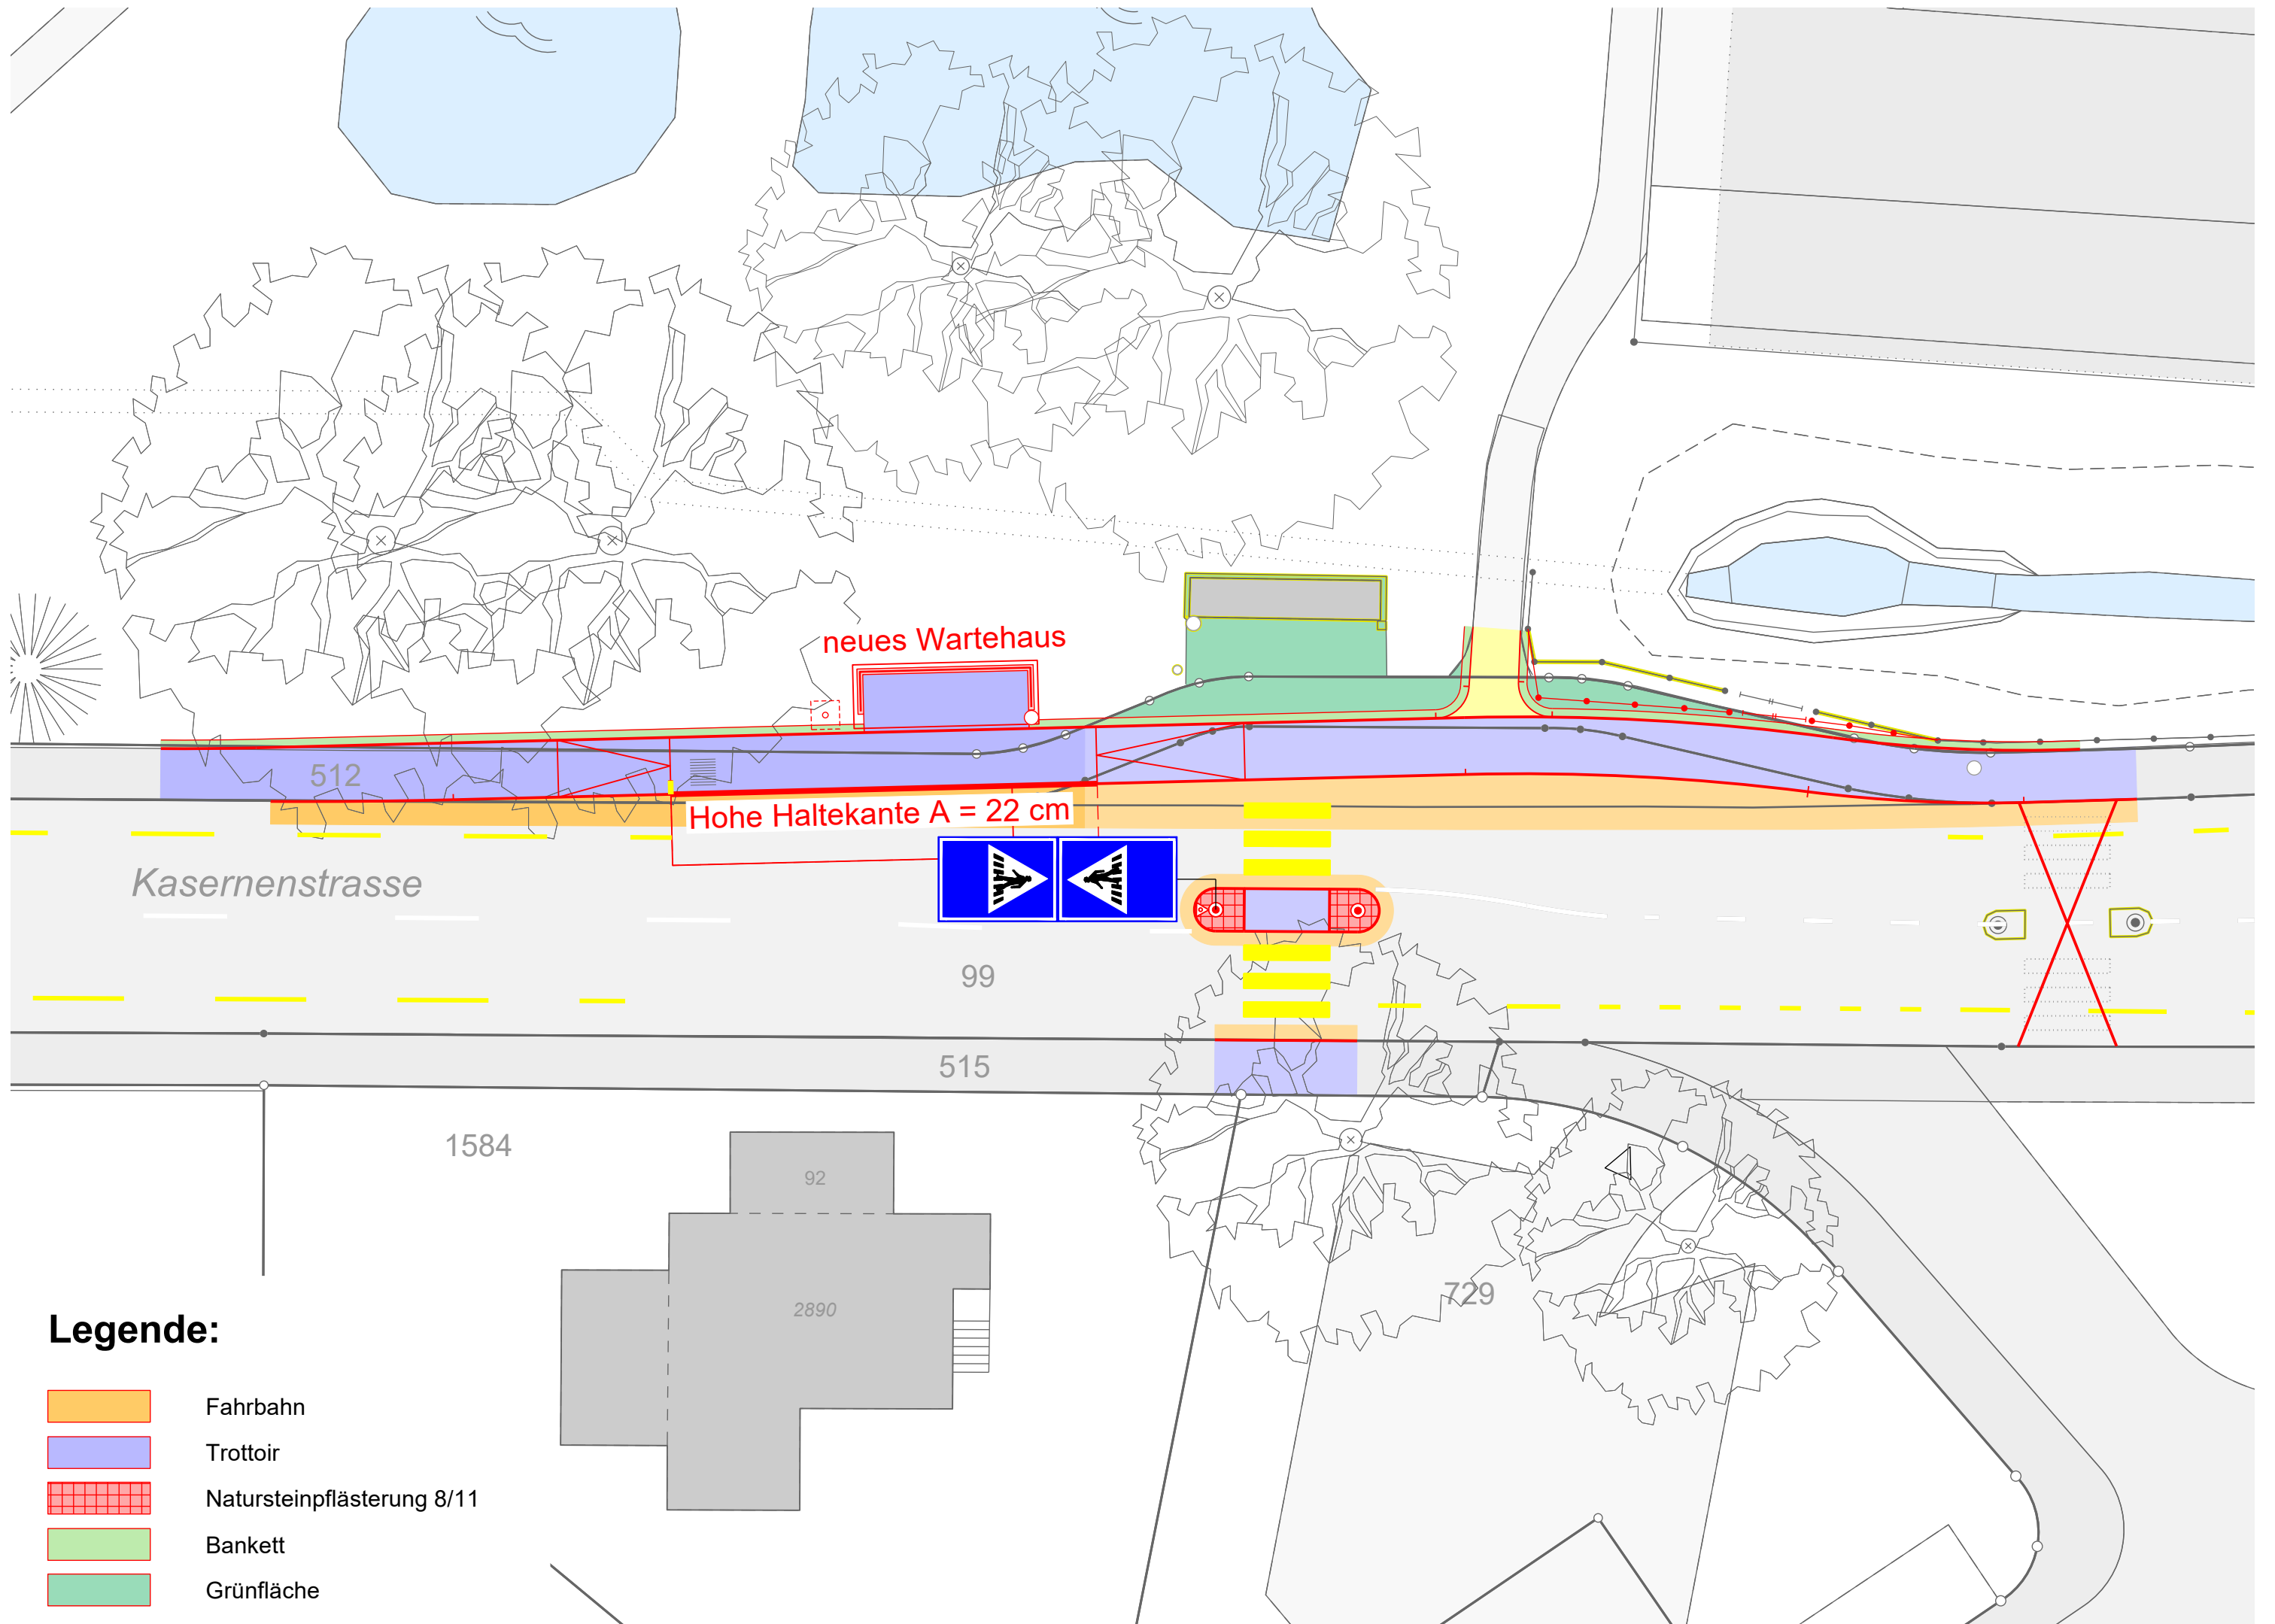 neues Wartehaus
512
Hohe Haltekante A = 22 cm
Kasernenstrasse
99
515
1584
92
2890
729
Legende:
Fahrbahn
Trottoir
Natursteinpflästerung 8/11
Bankett
Grünfläche